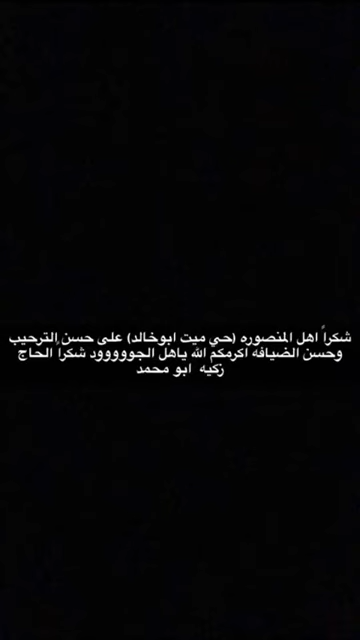 شكراً اهل المنصوره (حي ميت ابوخالد) على حسن الترحيب
وحسن الضيافه اكرمكم الله ياهل الجوووووود شكراً الحاج
زكيه ابو محمد